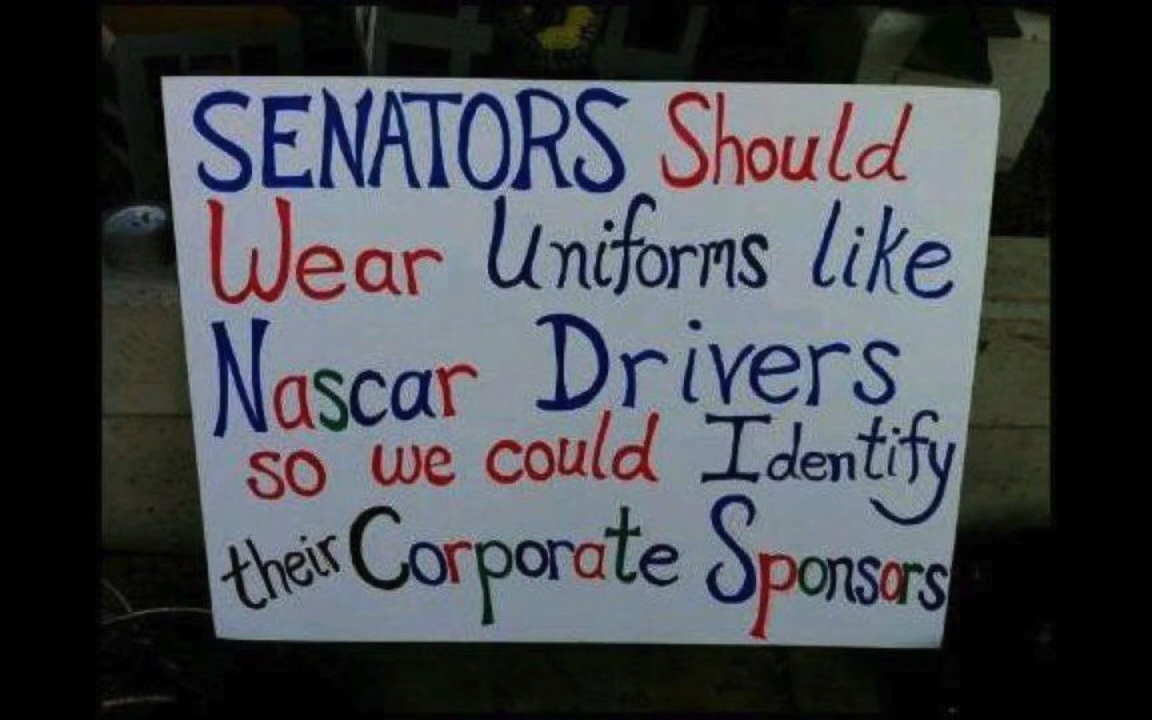 SENATORS Should
Wear Uniforms like
Nascar Drivers
so we could Identify
their Corporate Sponsors